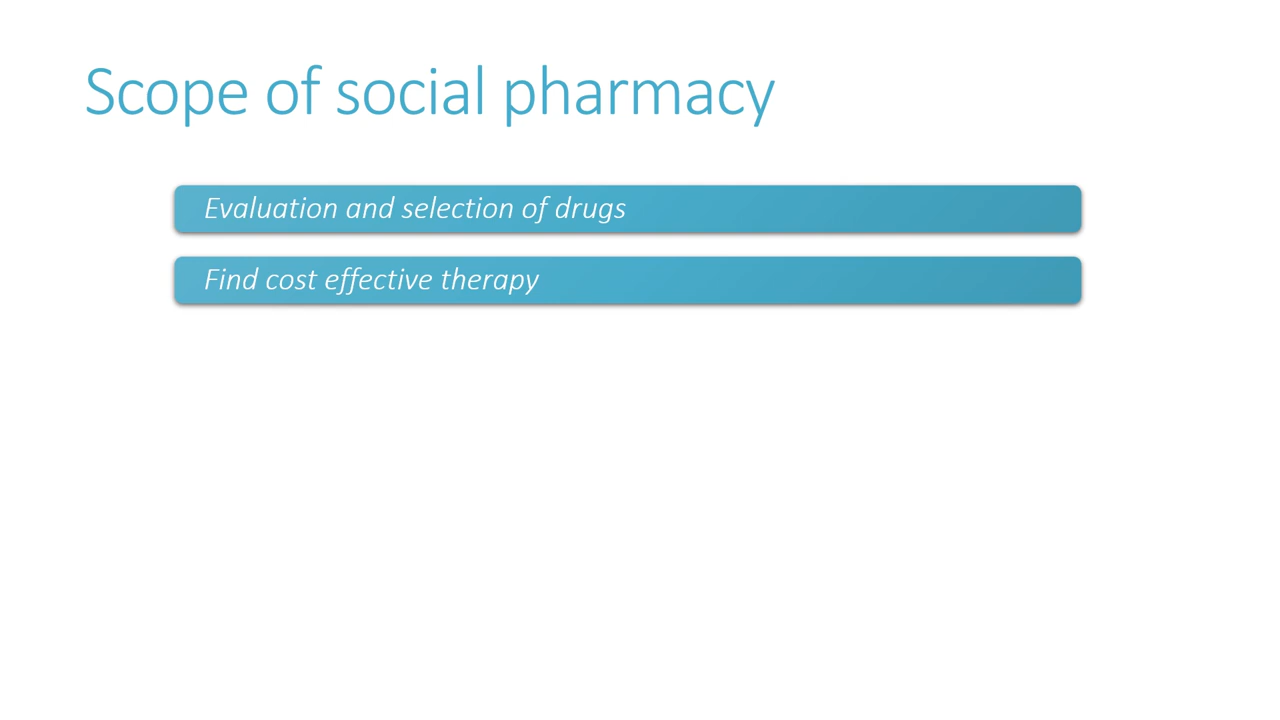 Scope of social pharmacy
Evaluation and selection of drugs
Find cost effective therapy